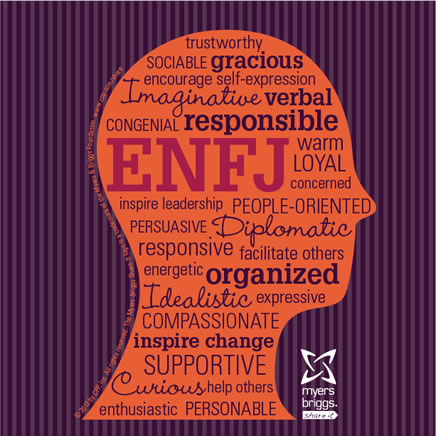 trustworthy
SOCIABLE gracious
encourage self-expression
Imaginative verbal
CONGENIAL responsible
ENFJ warm
LOYAL
concerned
inspire leadership PEOPLE-ORIENTED
PERSUASIVE Diplomatic
responsive facilitate others
energetic organized
Idealistic expressive
COMPASSIONATE
inspire change
SUPPORTIVE
Curious help others
enthusiastic PERSONABLE
myers
briggs.
share it